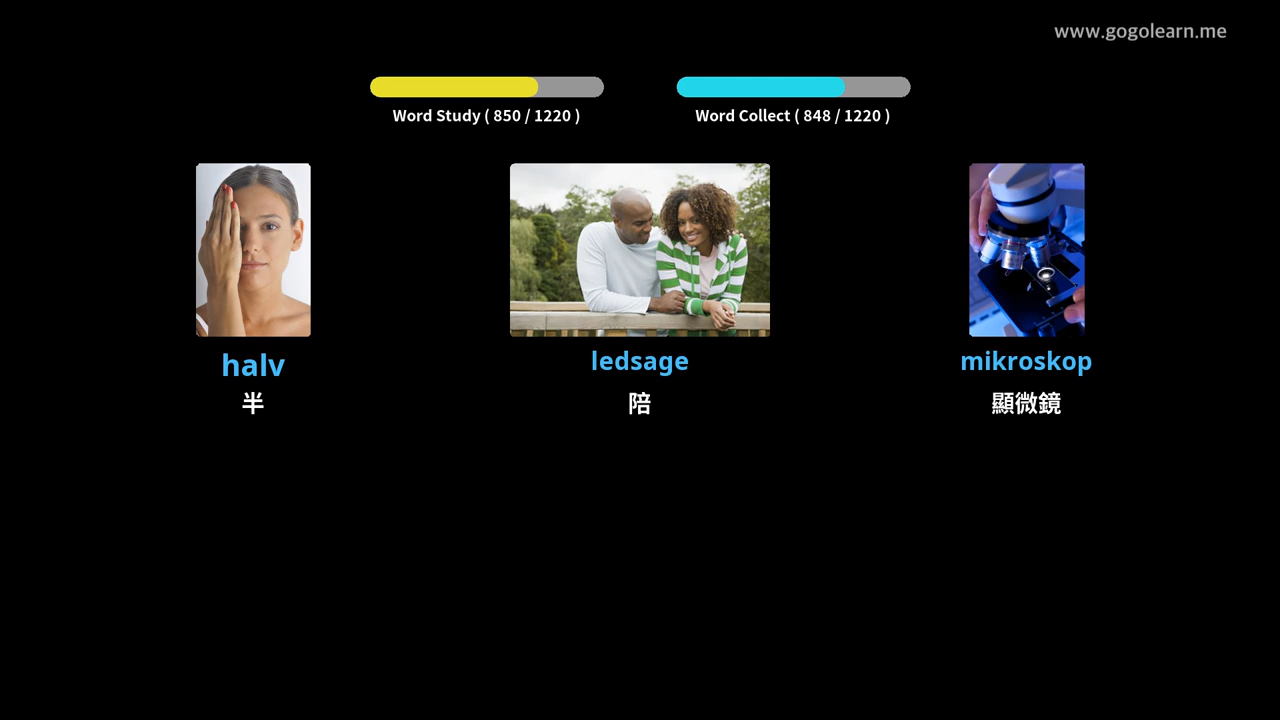 www.gogolearn.me
Word Study ( 850 / 1220 )
Word Collect ( 848 / 1220 )
halv
ledsage
mikroskop
半
陪
顯微鏡